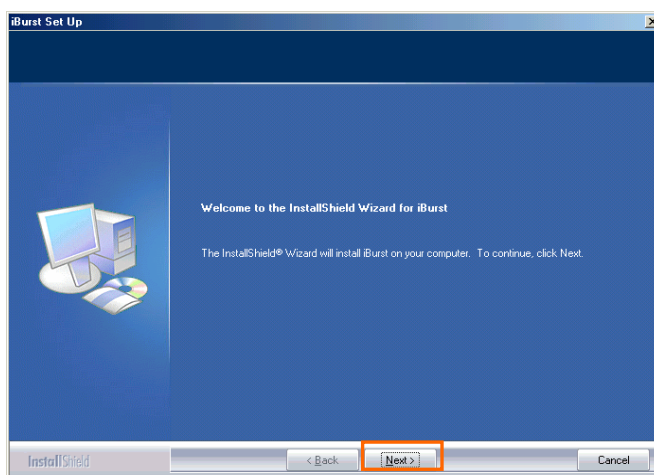 iBurst Set Up
Welcome to the InstallShield Wizard for iBurst
The InstallShield® Wizard will install iBurst on your computer. To continue, click Next.
InstallShield
< Back
Next >
Cancel